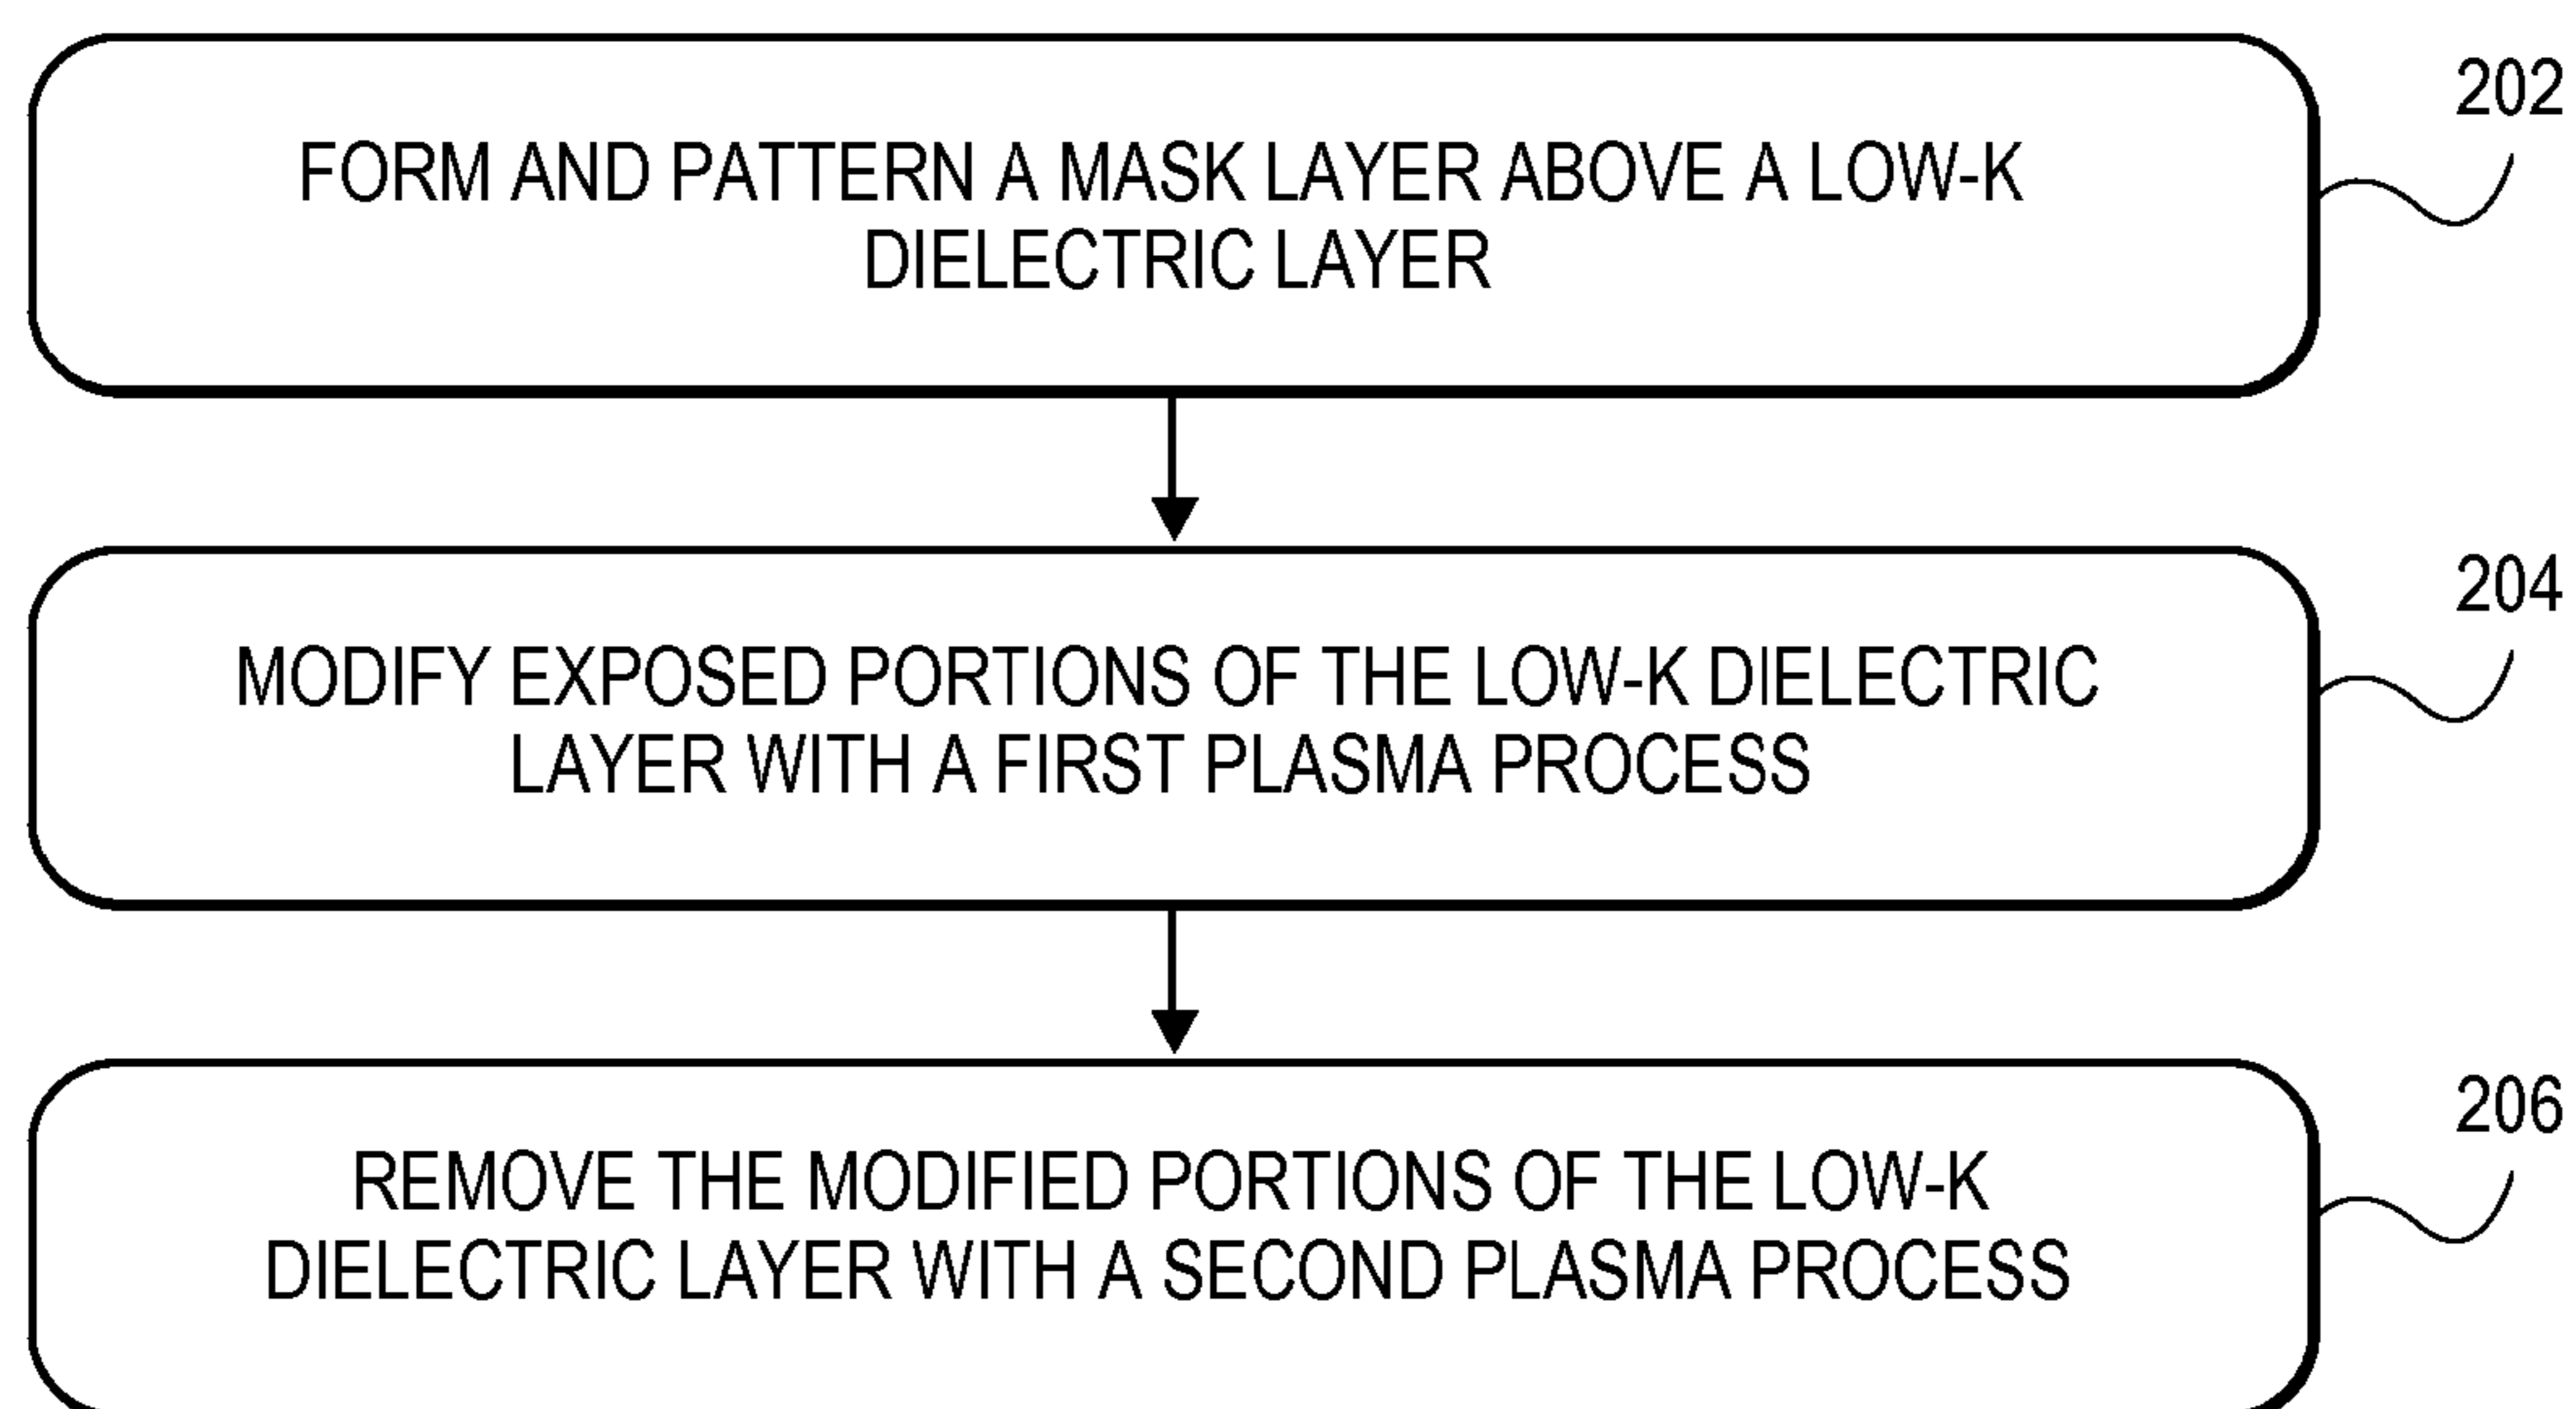 202
FORM AND PATTERN A MASK LAYER ABOVE A LOW-K
DIELECTRIC LAYER
204
MODIFY EXPOSED PORTIONS OF THE LOW-K DIELECTRIC
LAYER WITH A FIRST PLASMA PROCESS
206
REMOVE THE MODIFIED PORTIONS OF THE LOW-K
DIELECTRIC LAYER WITH A SECOND PLASMA PROCESS